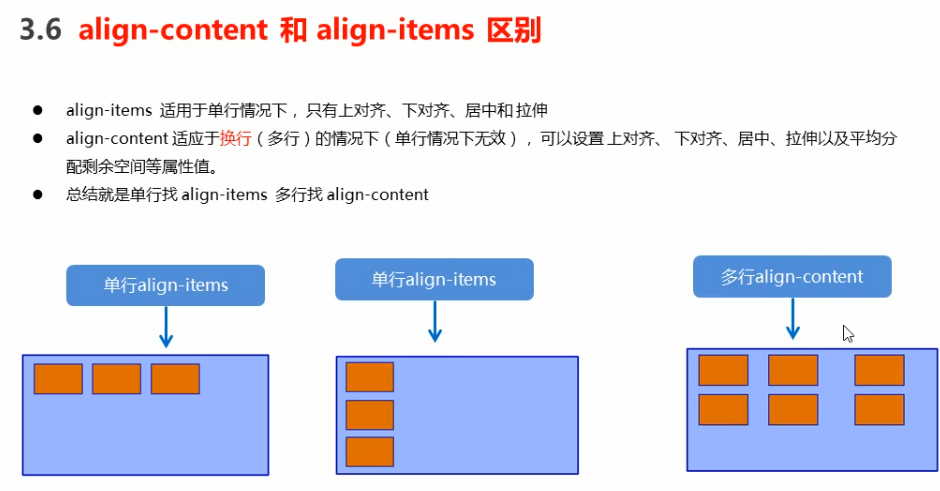 3.6 align-content 和 align-items 区别
● align-items 适用于单行情况下， 只有上对齐、下对齐、居中和 拉伸
● align-content 适应于换行（多行）的情况下（单行情况下无效）， 可以设置 上对齐、 下对齐、居中、拉伸以及平均分
配剩余空间等属性值。
● 总结就是单行找 align-items 多行找 align-content
单行align-items
单行align-items
多行align-content